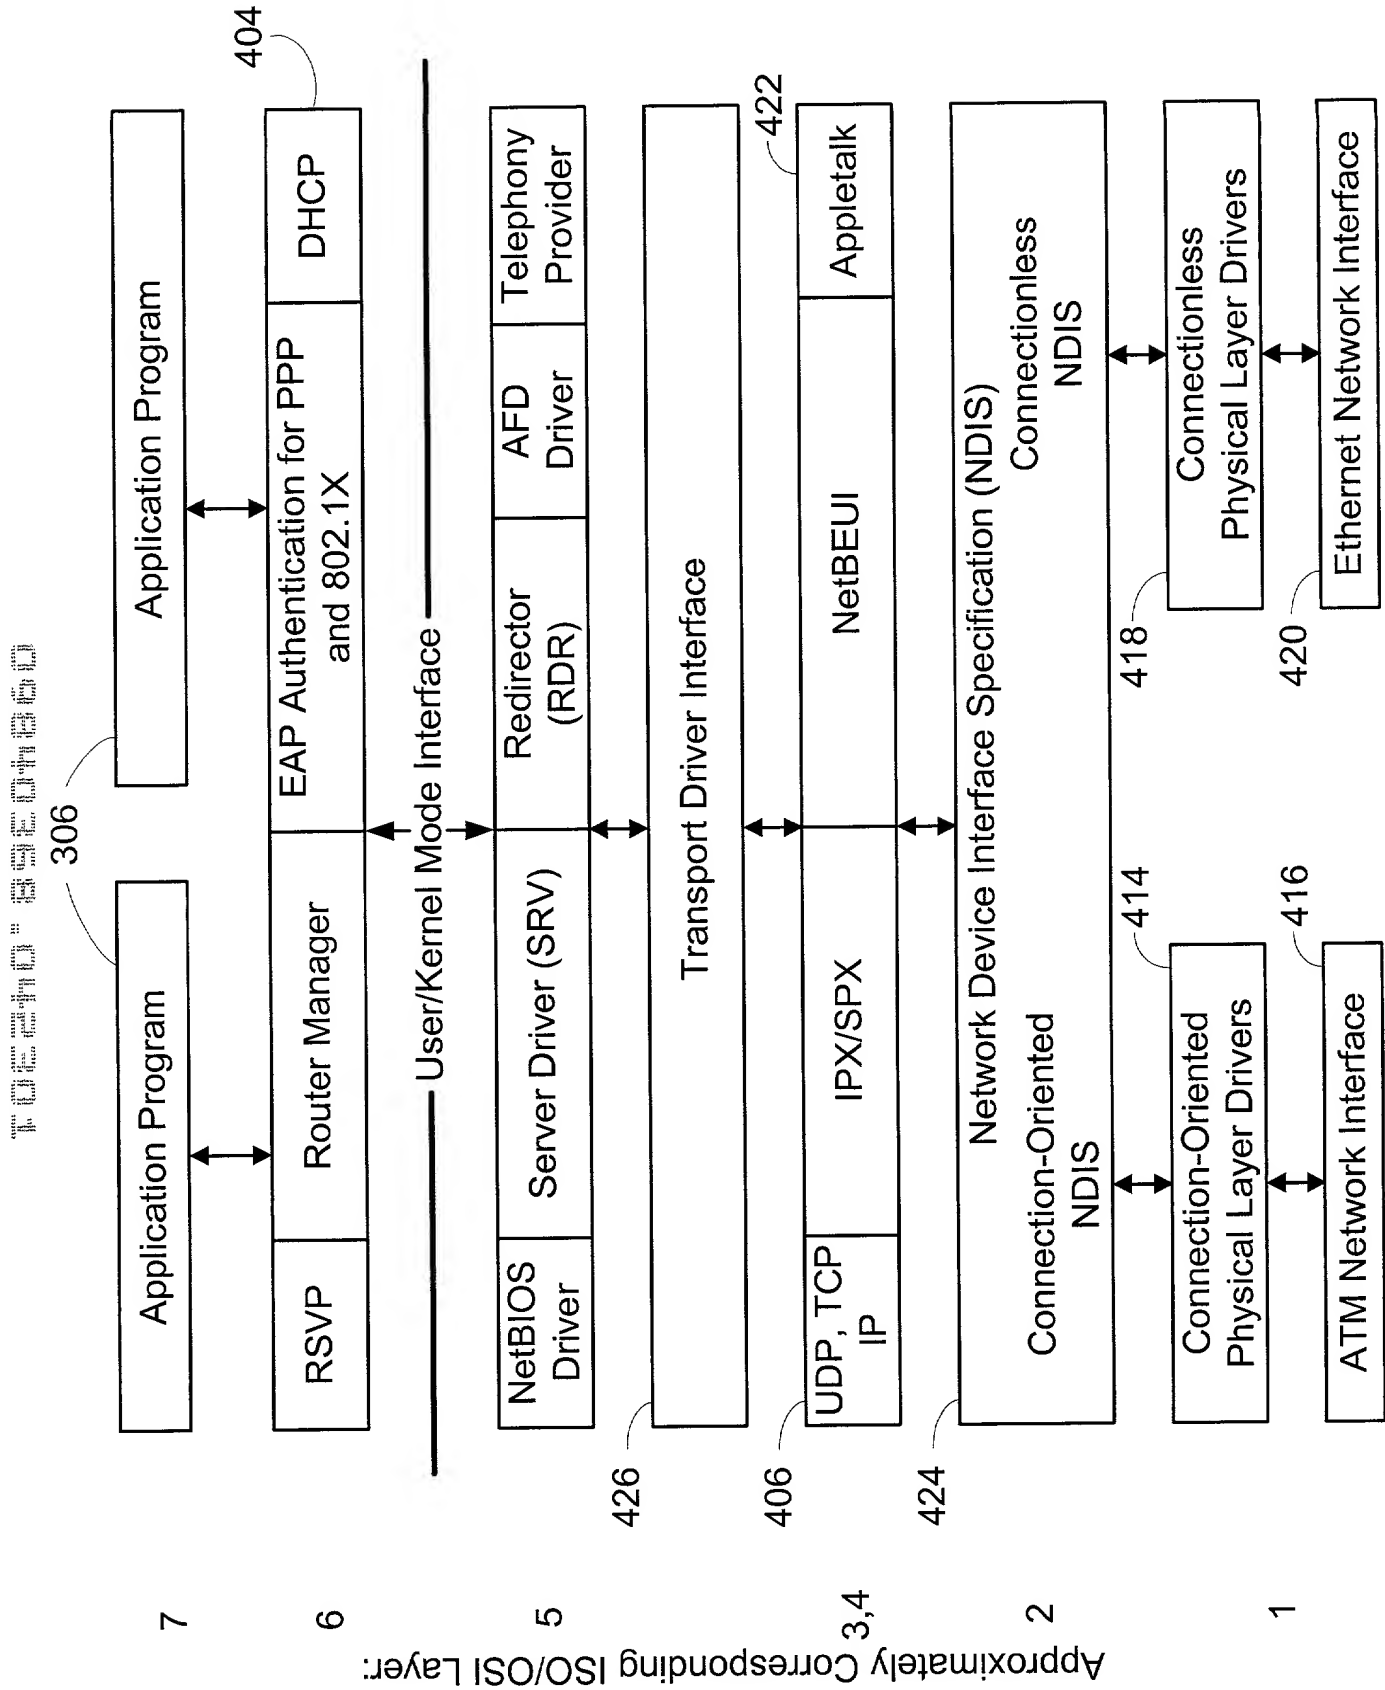 Approximately Corresponding ISO/OSI Layer:
7
306
Application Program
Application Program
6
404
RSVP
Router Manager
EAP Authentication for PPP
and 802.1X
DHCP
User/Kernel Mode Interface
5
NetBIOS
Driver
Server Driver (SRV)
Redirector
(RDR)
AFD
Driver
Telephony
Provider
426
Transport Driver Interface
3,4
406
422
UDP, TCP
IP
IPX/SPX
NetBEUI
Appletalk
2
424
Network Device Interface Specification (NDIS)
Connection-Oriented
NDIS
Connectionless
NDIS
1
414
Connection-Oriented
Physical Layer Drivers
418
Connectionless
Physical Layer Drivers
416
ATM Network Interface
420
Ethernet Network Interface